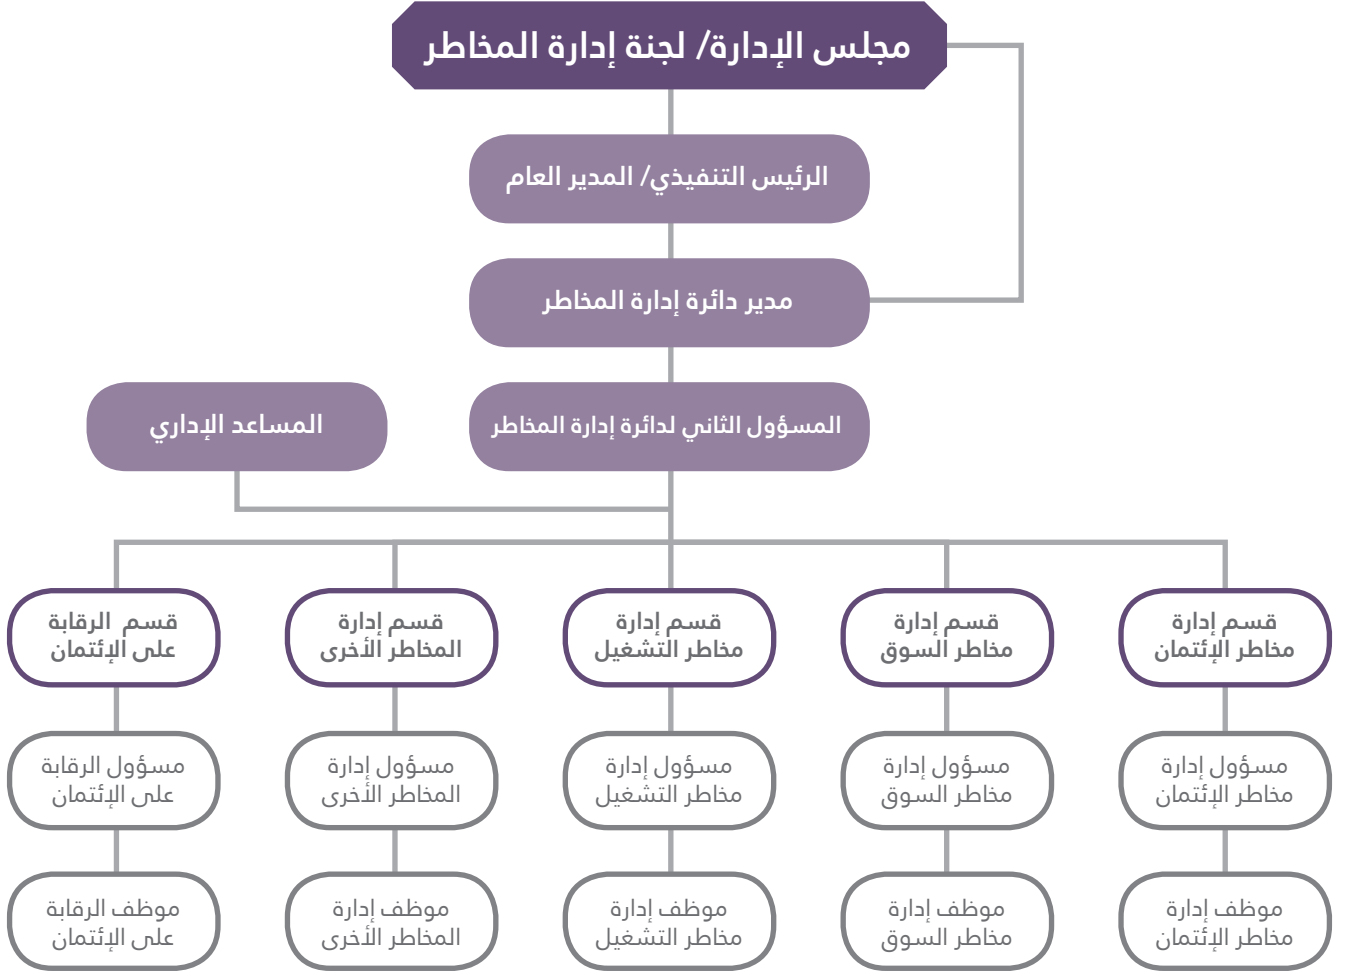 مجلس الإدارة/ لجنة إدارة المخاطر
الرئيس التنفيذي/ المدير العام
مدير دائرة إدارة المخاطر
المسؤول الثاني لدائرة إدارة المخاطر
المساعد الإداري
قسم إدارة
مخاطر الإئتمان
قسم إدارة
مخاطر السوق
قسم إدارة
مخاطر التشغيل
قسم إدارة
المخاطر الأخرى
قسم الرقابة
على الإئتمان
مسؤول إدارة
مخاطر الإئتمان
مسؤول إدارة
مخاطر السوق
مسؤول إدارة
مخاطر التشغيل
مسؤول إدارة
المخاطر الأخرى
مسؤول الرقابة
على الإئتمان
موظف إدارة
مخاطر الإئتمان
موظف إدارة
مخاطر السوق
موظف إدارة
مخاطر التشغيل
موظف إدارة
المخاطر الأخرى
موظف الرقابة
على الإئتمان